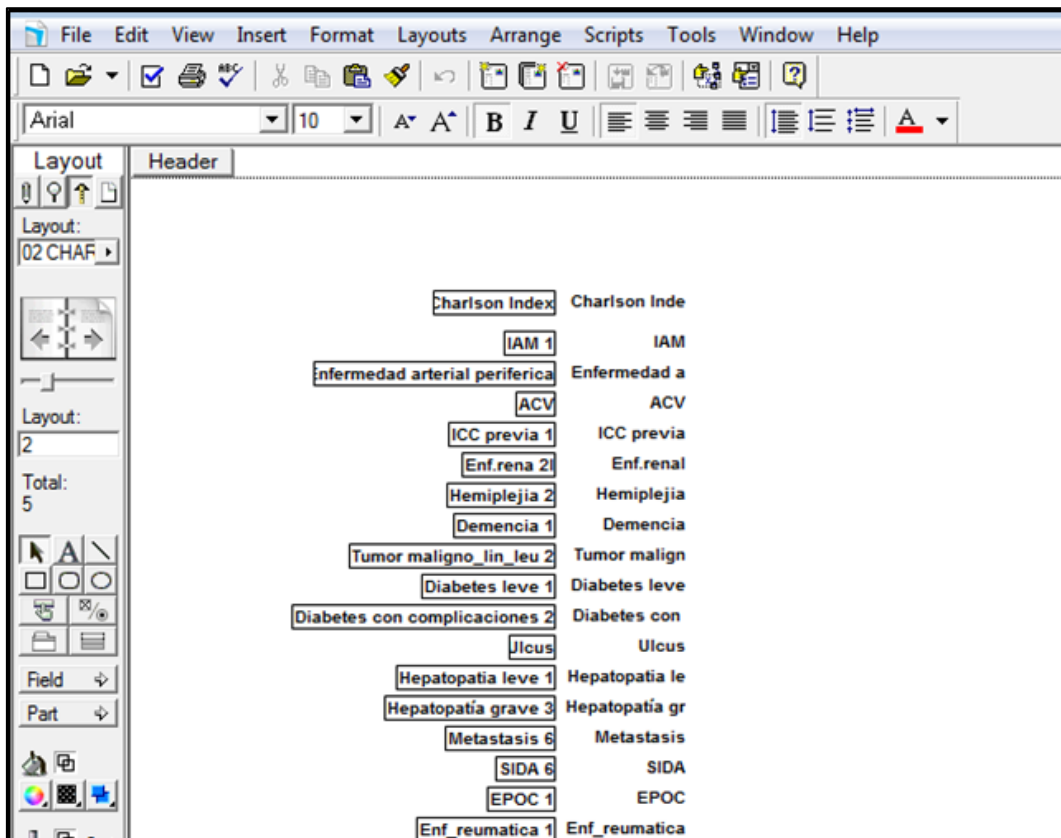 File Edit View Insert Format Layouts Arrange Scripts Tools Window Help
ABC
Arial 10 A A B I U A
Layout
Header
Layout:
02 CHAR
Layout:
2
Total:
5
A
Field
Part
Charlson Index Charlson Inde
IAM 1 IAM
Enfermedad arterial periferica Enfermedad a
ACV ACV
ICC previa 1 ICC previa
Enf.rena 2l Enf.renal
Hemiplejia 2 Hemiplejia
Demencia 1 Demencia
Tumor maligno_lin_leu 2 Tumor malign
Diabetes leve 1 Diabetes leve
Diabetes con complicaciones 2 Diabetes con
Ulcus Ulcus
Hepatopatia leve 1 Hepatopatia le
Hepatopatía grave 3 Hepatopatía gr
Metastasis 6 Metastasis
SIDA 6 SIDA
EPOC 1 EPOC
Enf_reumatica 1 Enf_reumatica